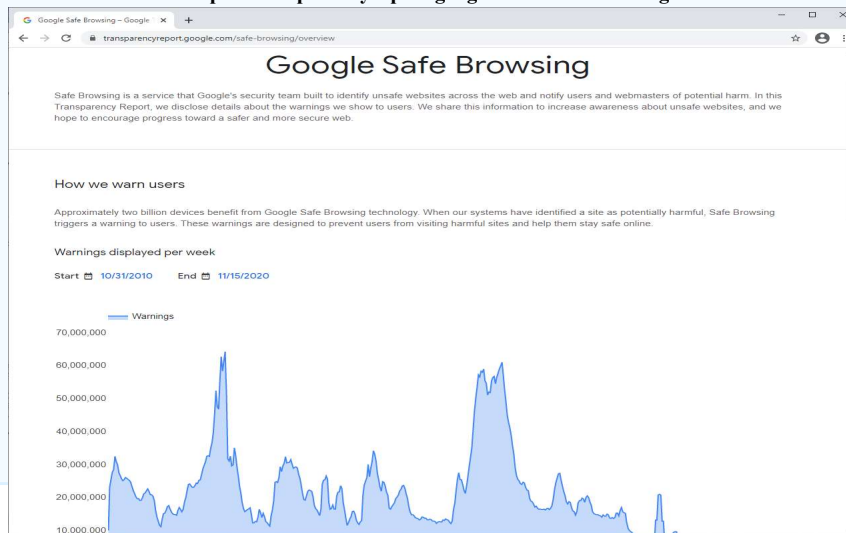 Google Safe Browsing – Google
transparencyreport.google.com/safe-browsing/overview
Google Safe Browsing
Safe Browsing is a service that Google's security team built to identify unsafe websites across the web and notify users and webmasters of potential harm. In this
Transparency Report, we disclose details about the warnings we show to users. We share this information to increase awareness about unsafe websites, and we
hope to encourage progress toward a safer and more secure web.
How we warn users
Approximately two billion devices benefit from Google Safe Browsing technology. When our systems have identified a site as potentially harmful, Safe Browsing
triggers a warning to users. These warnings are designed to prevent users from visiting harmful sites and help them stay safe online.
Warnings displayed per week
Start 10/31/2010 End 11/15/2020
Warnings
70,000,000
60,000,000
50,000,000
40,000,000
30,000,000
20,000,000
10,000,000